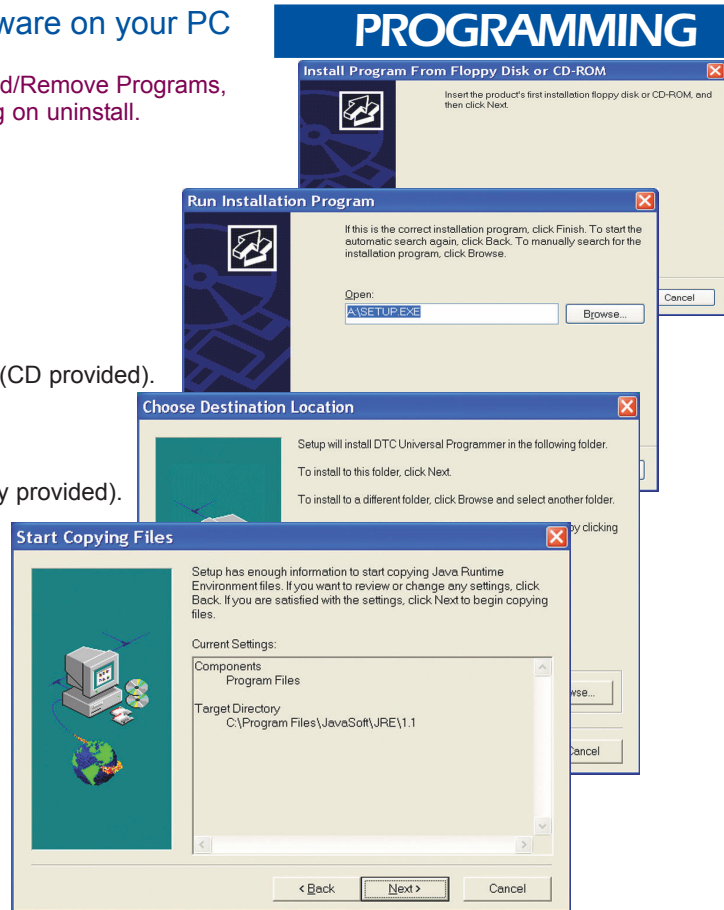 ware on your PC
PROGRAMMING
d/Remove Programs,
g on uninstall.
Install Program From Floppy Disk or CD-ROM
Insert the product's first installation floppy disk or CD-ROM, and
then click Next.
Cancel
Run Installation Program
If this is the correct installation program, click Finish. To start the
automatic search again, click Back. To manually search for the
installation program, click Browse.
Open:
A:\SETUP.EXE
Browse...
(CD provided).
Choose Destination Location
Setup will install DTC Universal Programmer in the following folder.
To install to this folder, click Next.
To install to a different folder, click Browse and select another folder.
by clicking
wse...
Cancel
y provided).
Start Copying Files
Setup has enough information to start copying Java Runtime
Environment files. If you want to review or change any settings, click
Back. If you are satisfied with the settings, click Next to begin copying
files.
Current Settings:
Components
Program Files
Target Directory
C:\Program Files\JavaSoft\JRE\1.1
< Back
Next >
Cancel